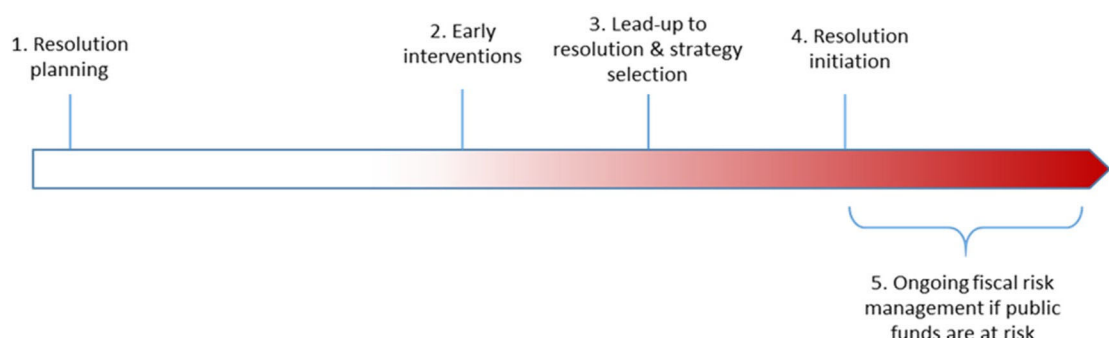 1. Resolution
planning
2. Early
interventions
3. Lead-up to
resolution & strategy
selection
4. Resolution
initiation
5. Ongoing fiscal risk
management if public
funds are at risk